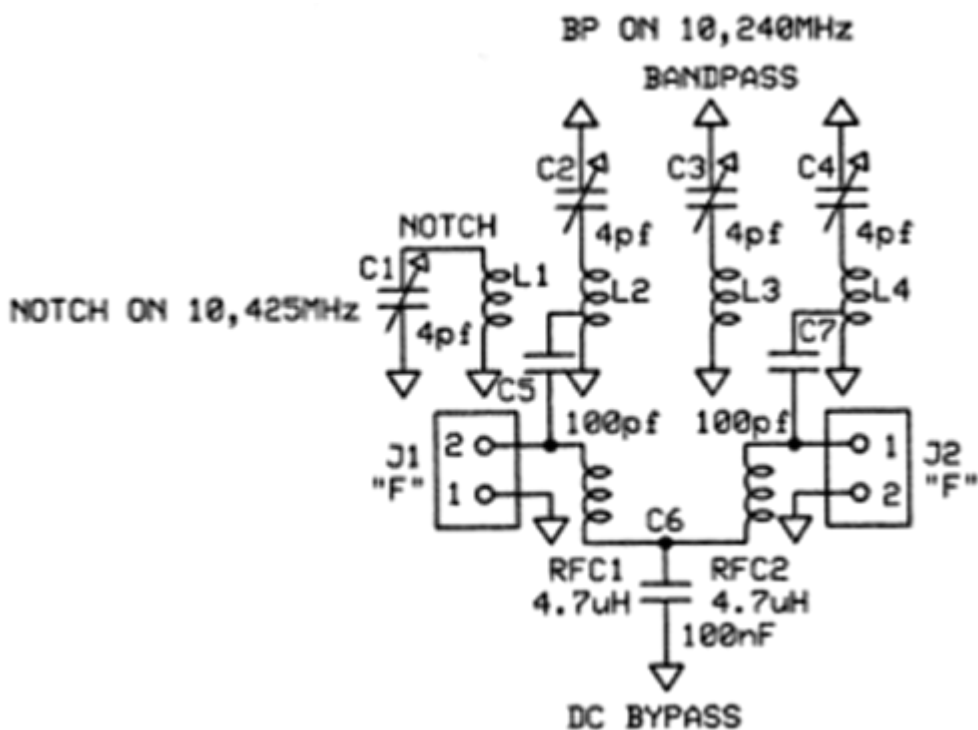 BP ON 10,240MHz
BANDPASS
C2
C3
C4
4pf
4pf
4pf
NOTCH
C1
L1
L2
L3
L4
NOTCH ON 10,425MHz
4pf
C5
C7
100pf
100pf
J1
"F"
2
1
J2
"F"
1
2
C6
RFC1
4.7uH
RFC2
4.7uH
100nF
DC BYPASS